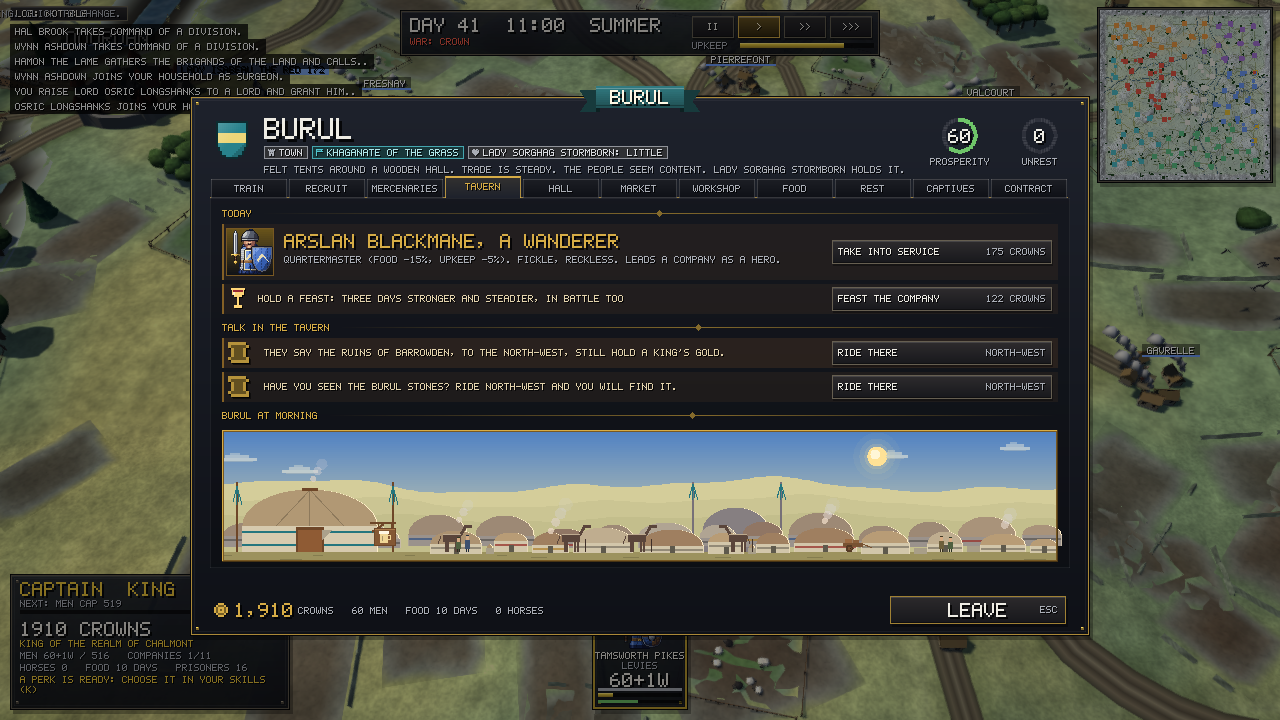 HAL BROOK TAKES COMMAND OF A DIVISION.
WYNN ASHDOWN TAKES COMMAND OF A DIVISION.
HAMON THE LAME GATHERS THE BRIGANDS OF THE LAND AND CALLS..
WYNN ASHDOWN JOINS YOUR HOUSEHOLD AS SURGEON.
YOU RAISE LORD OSRIC LONGSHANKS TO A LORD AND GRANT HIM..
OSRIC LONGSHANKS JOINS YOUR H
FRESNAY
DAY 41 11:00 SUMMER
WAR: CROWN
II > >> >>>
UPKEEP
PIERREFONT
VALCOURT
GAVRELLE
BURUL
BURUL
TOWN
KHAGANATE OF THE GRASS
LADY SORGHAG STORMBORN: LITTLE
FELT TENTS AROUND A WOODEN HALL. TRADE IS STEADY. THE PEOPLE SEEM CONTENT. LADY SORGHAG STORMBORN HOLDS IT.
60
PROSPERITY
0
UNREST
TRAIN RECRUIT MERCENARIES TAVERN HALL MARKET WORKSHOP FOOD REST CAPTIVES CONTRACT
TODAY
ARSLAN BLACKMANE, A WANDERER
QUARTERMASTER (FOOD -15%, UPKEEP -5%). FICKLE, RECKLESS. LEADS A COMPANY AS A HERO.
TAKE INTO SERVICE 175 CROWNS
HOLD A FEAST: THREE DAYS STRONGER AND STEADIER, IN BATTLE TOO
FEAST THE COMPANY 122 CROWNS
TALK IN THE TAVERN
THEY SAY THE RUINS OF BARROWDEN, TO THE NORTH-WEST, STILL HOLD A KING'S GOLD.
RIDE THERE NORTH-WEST
HAVE YOU SEEN THE BURUL STONES? RIDE NORTH-WEST AND YOU WILL FIND IT.
RIDE THERE NORTH-WEST
BURUL AT MORNING
1,910 CROWNS 60 MEN FOOD 10 DAYS 0 HORSES
LEAVE ESC
CAPTAIN KING
NEXT: MEN CAP 519
1910 CROWNS
KING OF THE REALM OF CHALMONT
MEN 60+1W / 516 COMPANIES 1/11
HORSES 0 FOOD 10 DAYS PRISONERS 16
A PERK IS READY: CHOOSE IT IN YOUR SKILLS
(K)
TAMSWORTH PIKES
LEVIES
60+1W